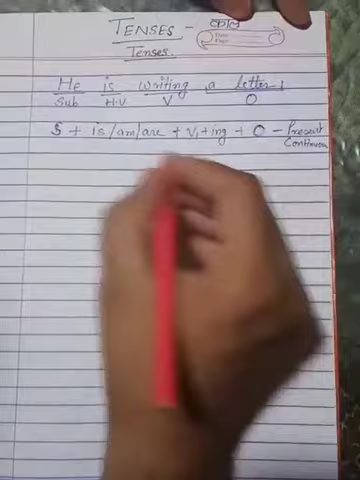 TENSES - काल
Tenses.
He is writing a letter.
Sub H.V V O
S + is/am/are + V1+ing + O - Present
Continuous